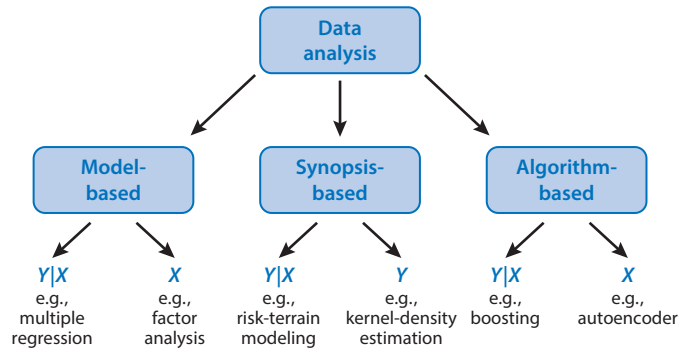 Data
analysis
Model-
based
Synopsis-
based
Algorithm-
based
Y|X
e.g.,
multiple
regression
X
e.g.,
factor
analysis
Y|X
e.g.,
risk-terrain
modeling
Y
e.g.,
kernel-density
estimation
Y|X
e.g.,
boosting
X
e.g.,
autoencoder